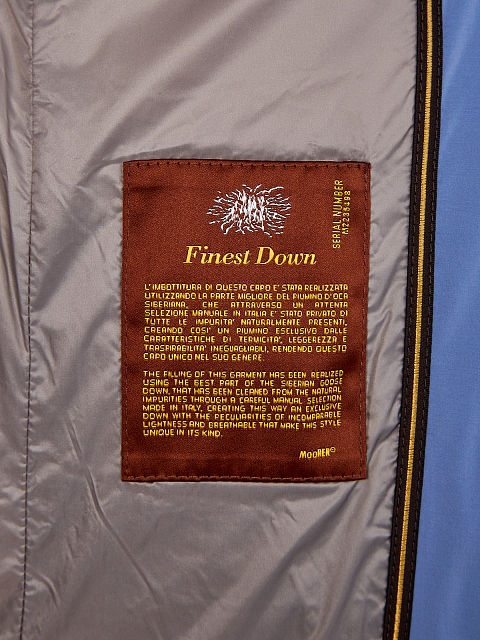 SERIAL NUMBER
Finest Down
L'IMBOTTITURA DI QUESTO CAPO E' STATA REALIZZATA
UTILIZZANDO LA PARTE MIGLIORE DEL PIUMINO D'OCA
SIBERIANA, CHE ATTRAVERSO UN ATTENTA
SELEZIONE MANUALE IN ITALIA E' STATO PRIVATO DI
TUTTE LE IMPURITA' NATURALMENTE PRESENTI,
CREANDO COSI' UN PIUMINO ESCLUSIVO DALLE
CARATTERISTICHE DI TERMICITA', LEGGEREZZA E
TRASPIRABILITA' INEGUAGLIABILI, RENDENDO QUESTO
CAPO UNICO NEL SUO GENERE.
THE FILLING OF THIS GARMENT HAS BEEN REALIZED
USING THE BEST PART OF THE SIBERIAN GOOSE
DOWN, THAT HAS BEEN CLEANED FROM THE NATURAL
IMPURITIES THROUGH A CAREFUL MANUAL SELECTION
MADE IN ITALY, CREATING THIS WAY AN EXCLUSIVE
DOWN WITH THE PECULIARITIES OF INCOMPARABLE
LIGHTNESS AND BREATHABLE THAT MAKE THIS STYLE
UNIQUE IN ITS KIND.
MOORER©